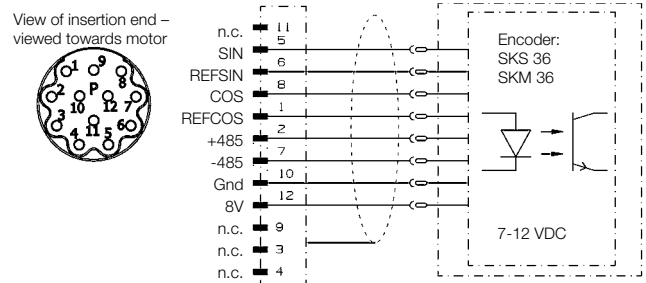 View of insertion end –
viewed towards motor
1 9 8
2 P 7
10 12
3 11 6
4 5
n.c. 11
SIN 5
REFSIN 6
COS 8
REFCOS 1
+485 2
-485 7
Gnd 10
8V 12
n.c. 9
n.c. 3
n.c. 4
Encoder:
SKS 36
SKM 36
7-12 VDC